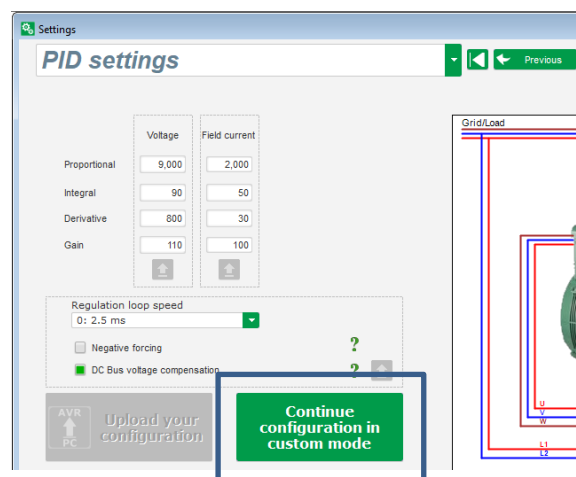 Settings
PID settings
Previous
Voltage Field current
Proportional 9,000 2,000
Integral 90 50
Derivative 800 30
Gain 110 100
Regulation loop speed
0: 2.5 ms
Negative forcing ?
DC Bus voltage compensation ?
AVR
PC
Upload your
configuration
Continue
configuration in
custom mode
Grid/Load
U
V
W
L1
L2